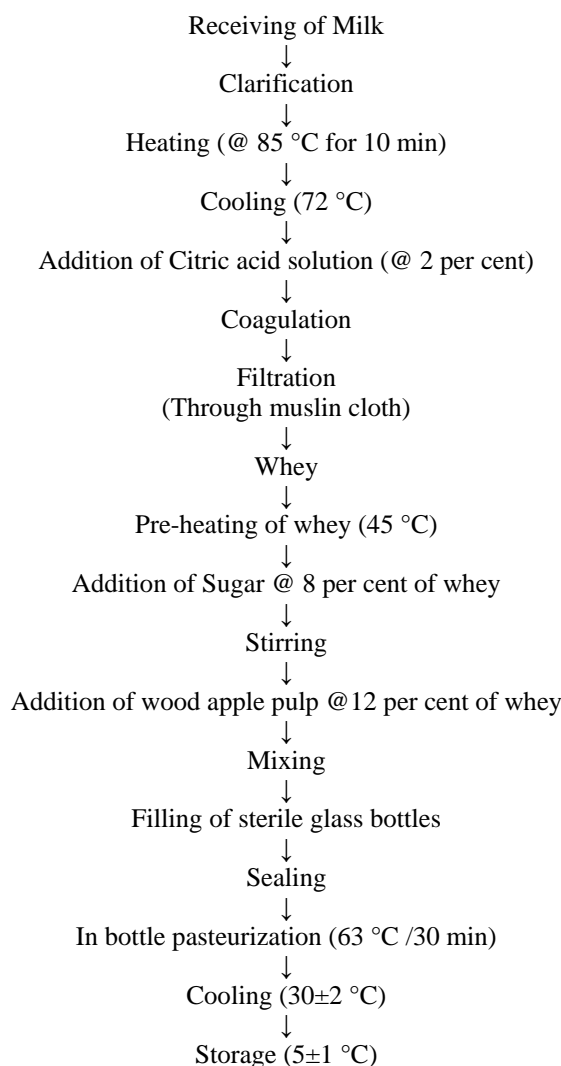 Receiving of Milk
↓
Clarification
↓
Heating (@ 85 °C for 10 min)
↓
Cooling (72 °C)
↓
Addition of Citric acid solution (@ 2 per cent)
↓
Coagulation
↓
Filtration
(Through muslin cloth)
↓
Whey
↓
Pre-heating of whey (45 °C)
↓
Addition of Sugar @ 8 per cent of whey
↓
Stirring
↓
Addition of wood apple pulp @12 per cent of whey
↓
Mixing
↓
Filling of sterile glass bottles
↓
Sealing
↓
In bottle pasteurization (63 °C /30 min)
↓
Cooling (30±2 °C)
↓
Storage (5±1 °C)